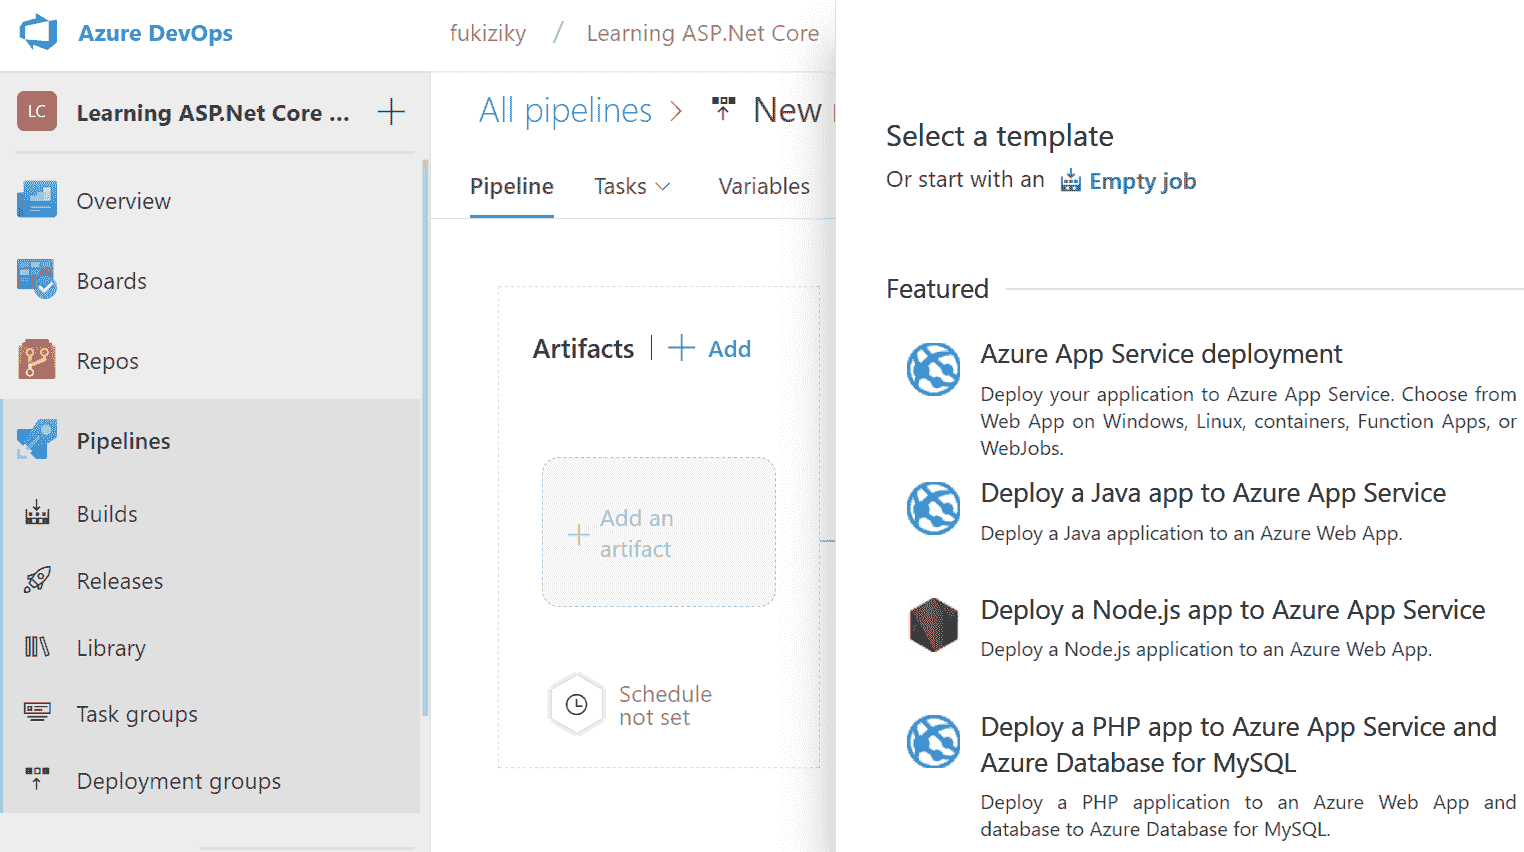 Azure DevOps
fukiziky / Learning ASP.Net Core
LC
Learning ASP.Net Core ...
Overview
Boards
Repos
Pipelines
Builds
Releases
Library
Task groups
Deployment groups
All pipelines > New
Pipeline
Tasks
Variables
Artifacts | + Add
Add an
artifact
Schedule
not set
Select a template
Or start with an Empty job
Featured
Azure App Service deployment
Deploy your application to Azure App Service. Choose from
Web App on Windows, Linux, containers, Function Apps, or
WebJobs.
Deploy a Java app to Azure App Service
Deploy a Java application to an Azure Web App.
Deploy a Node.js app to Azure App Service
Deploy a Node.js application to an Azure Web App.
Deploy a PHP app to Azure App Service and
Azure Database for MySQL
Deploy a PHP application to an Azure Web App and
database to Azure Database for MySQL.